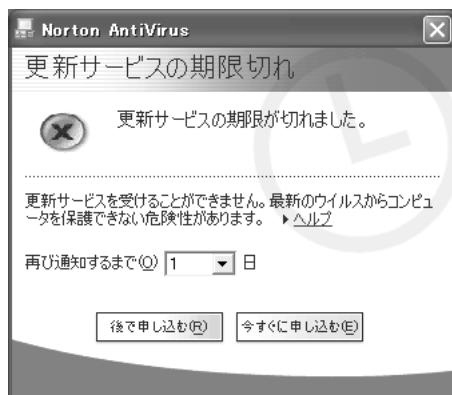 Norton AntiVirus
更新サービスの期限切れ
更新サービスの期限が切れました。
更新サービスを受けることができません。最新のウイルスからコンピュ
ータを保護できない危険性があります。 ▶ヘルプ
再び通知するまで(O) 1 日
後で申し込む(R) 今すぐに申し込む(E)